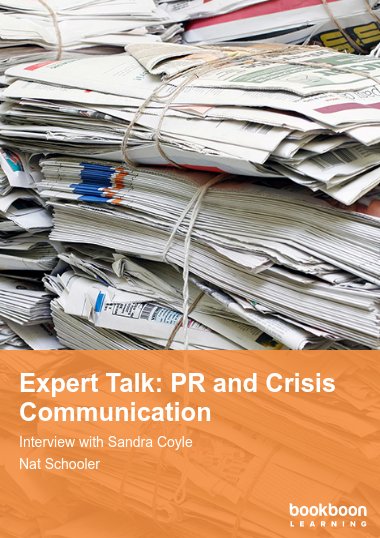 Expert Talk: PR and Crisis
Communication
Interview with Sandra Coyle
Nat Schooler
bookboon
LEARNING